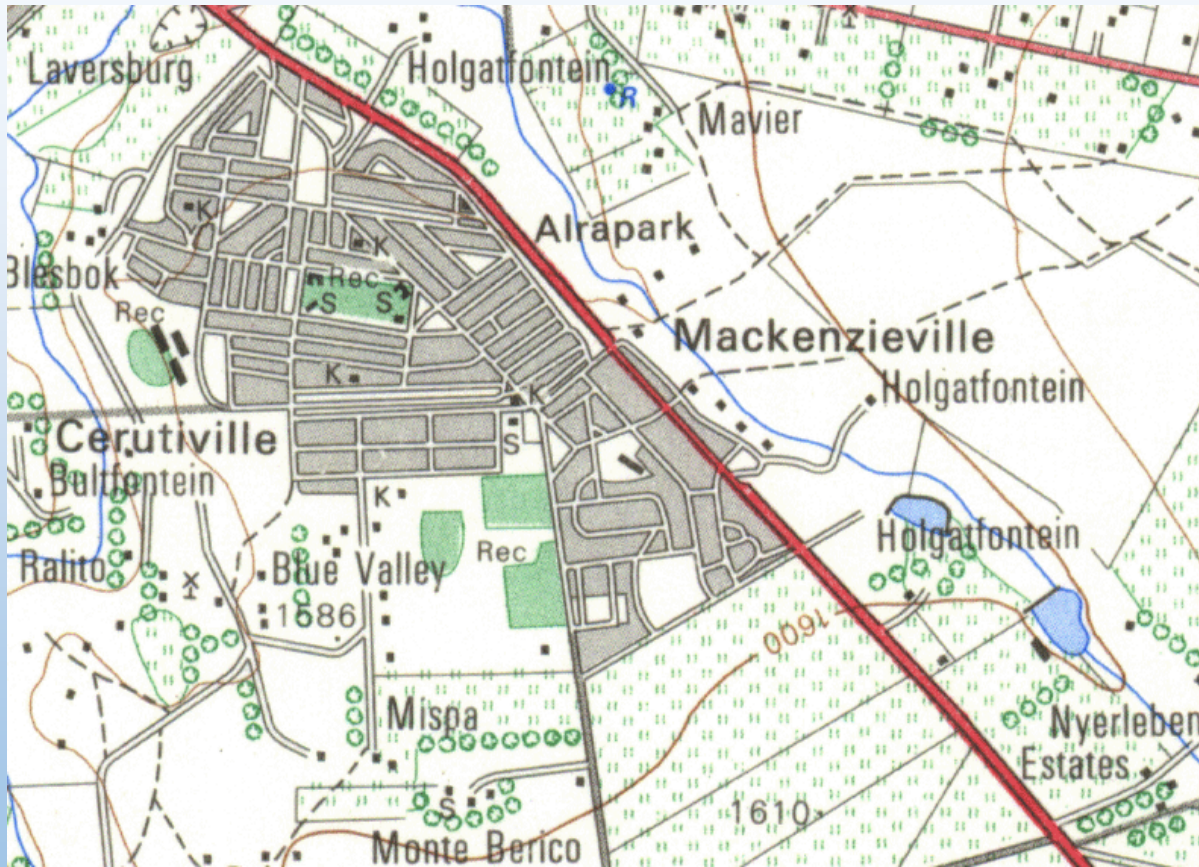 Laversburg
Holgatfontein
R
Mavier
K
K
Alrapark
Blesbok
Rec
S
S
Rec
Mackenzieville
K
K
Holgatfontein
Cerutiville
S
Bultfontein
K
Holgatfontein
Rec
Ralito
Blue Valley
1586
1600
Mispa
Nyerleben
Estates
S
1610
Monte Berico